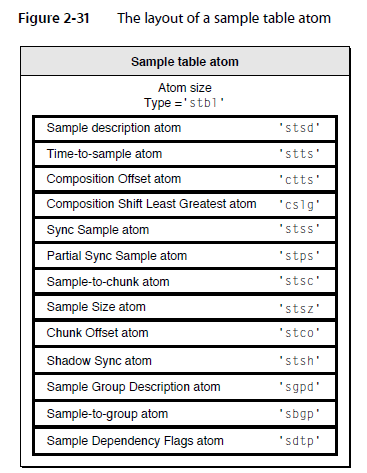 Figure 2-31 The layout of a sample table atom
Sample table atom
Atom size
Type ='stbl'
Sample description atom 'stsd'
Time-to-sample atom 'stts'
Composition Offset atom 'ctts'
Composition Shift Least Greatest atom 'cslg'
Sync Sample atom 'stss'
Partial Sync Sample atom 'stps'
Sample-to-chunk atom 'stsc'
Sample Size atom 'stsz'
Chunk Offset atom 'stco'
Shadow Sync atom 'stsh'
Sample Group Description atom 'sgpd'
Sample-to-group atom 'sbgp'
Sample Dependency Flags atom 'sdtp'